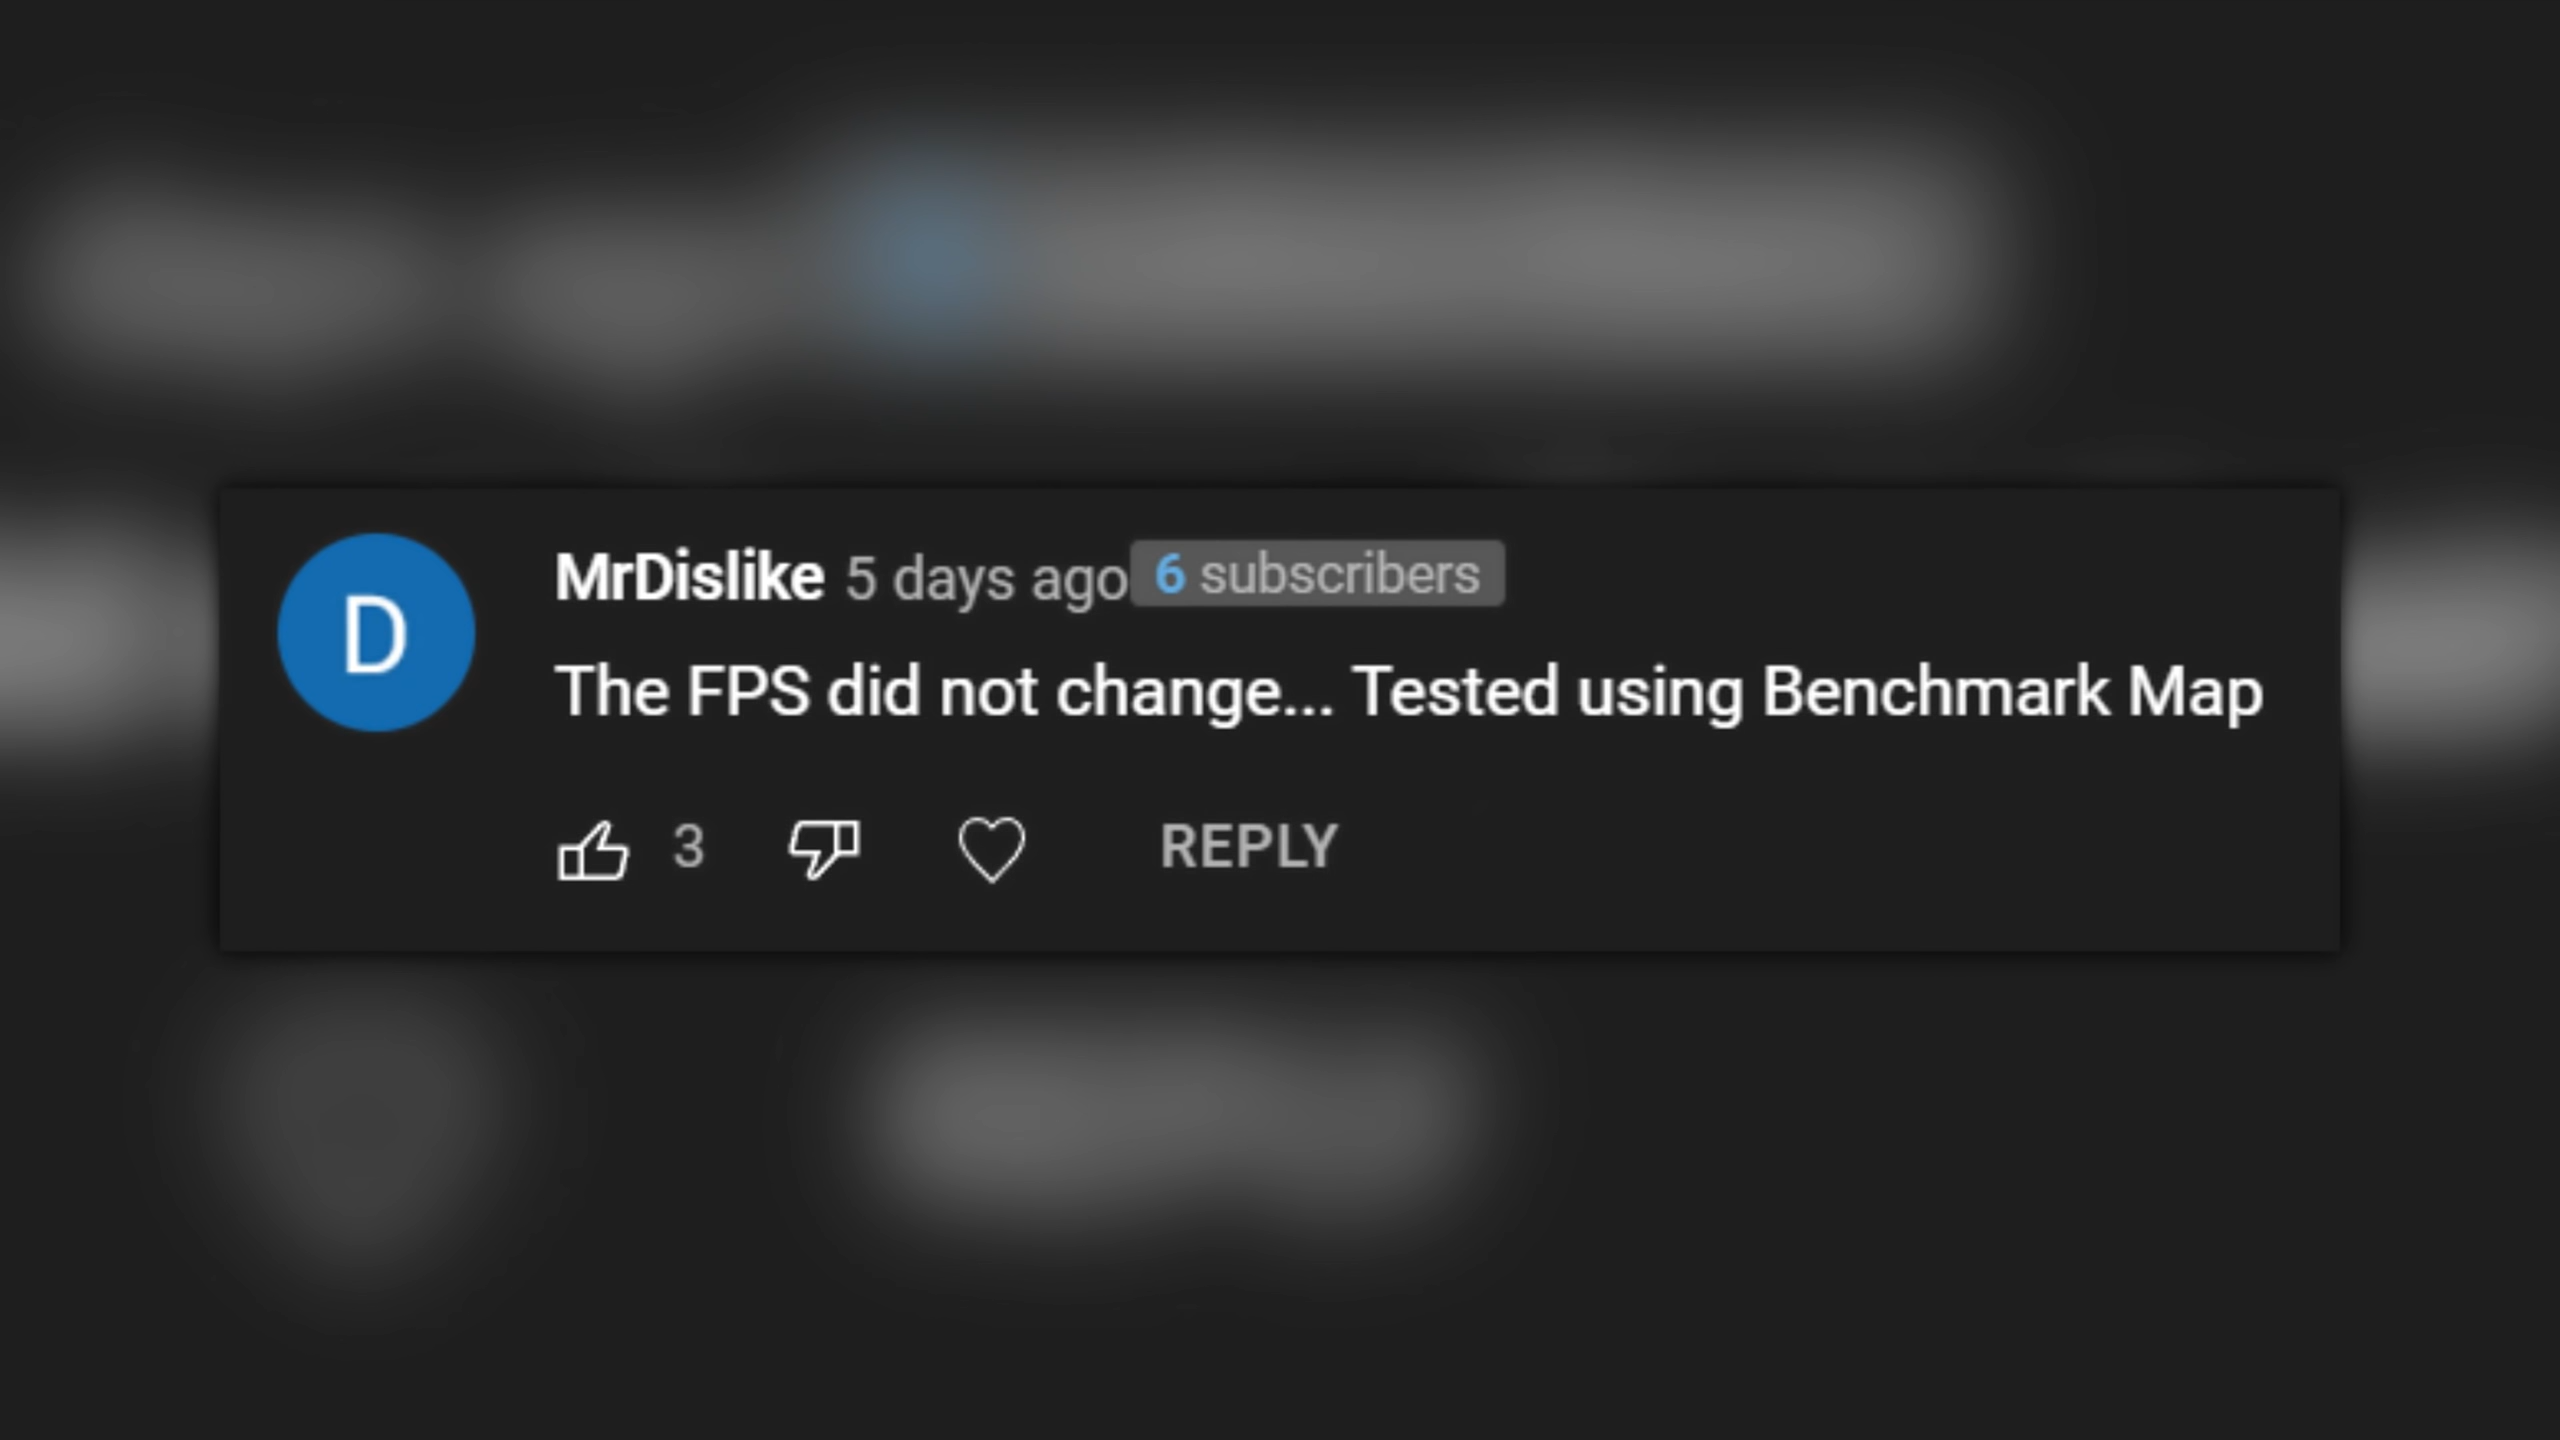 D
MrDislike 5 days ago 6 subscribers
The FPS did not change... Tested using Benchmark Map
3 REPLY